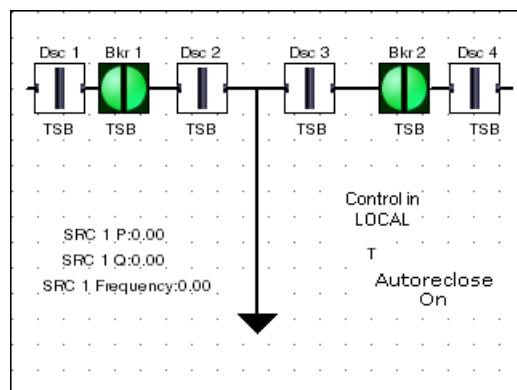 Dsc 1 Bkr 1 Dsc 2 Dsc 3 Bkr 2 Dsc 4
TSB TSB TSB TSB TSB TSB
Control in
LOCAL
SRC 1 P:0.00
SRC 1 Q:0.00
SRC 1 Frequency:0.00
T
Autoreclose
On